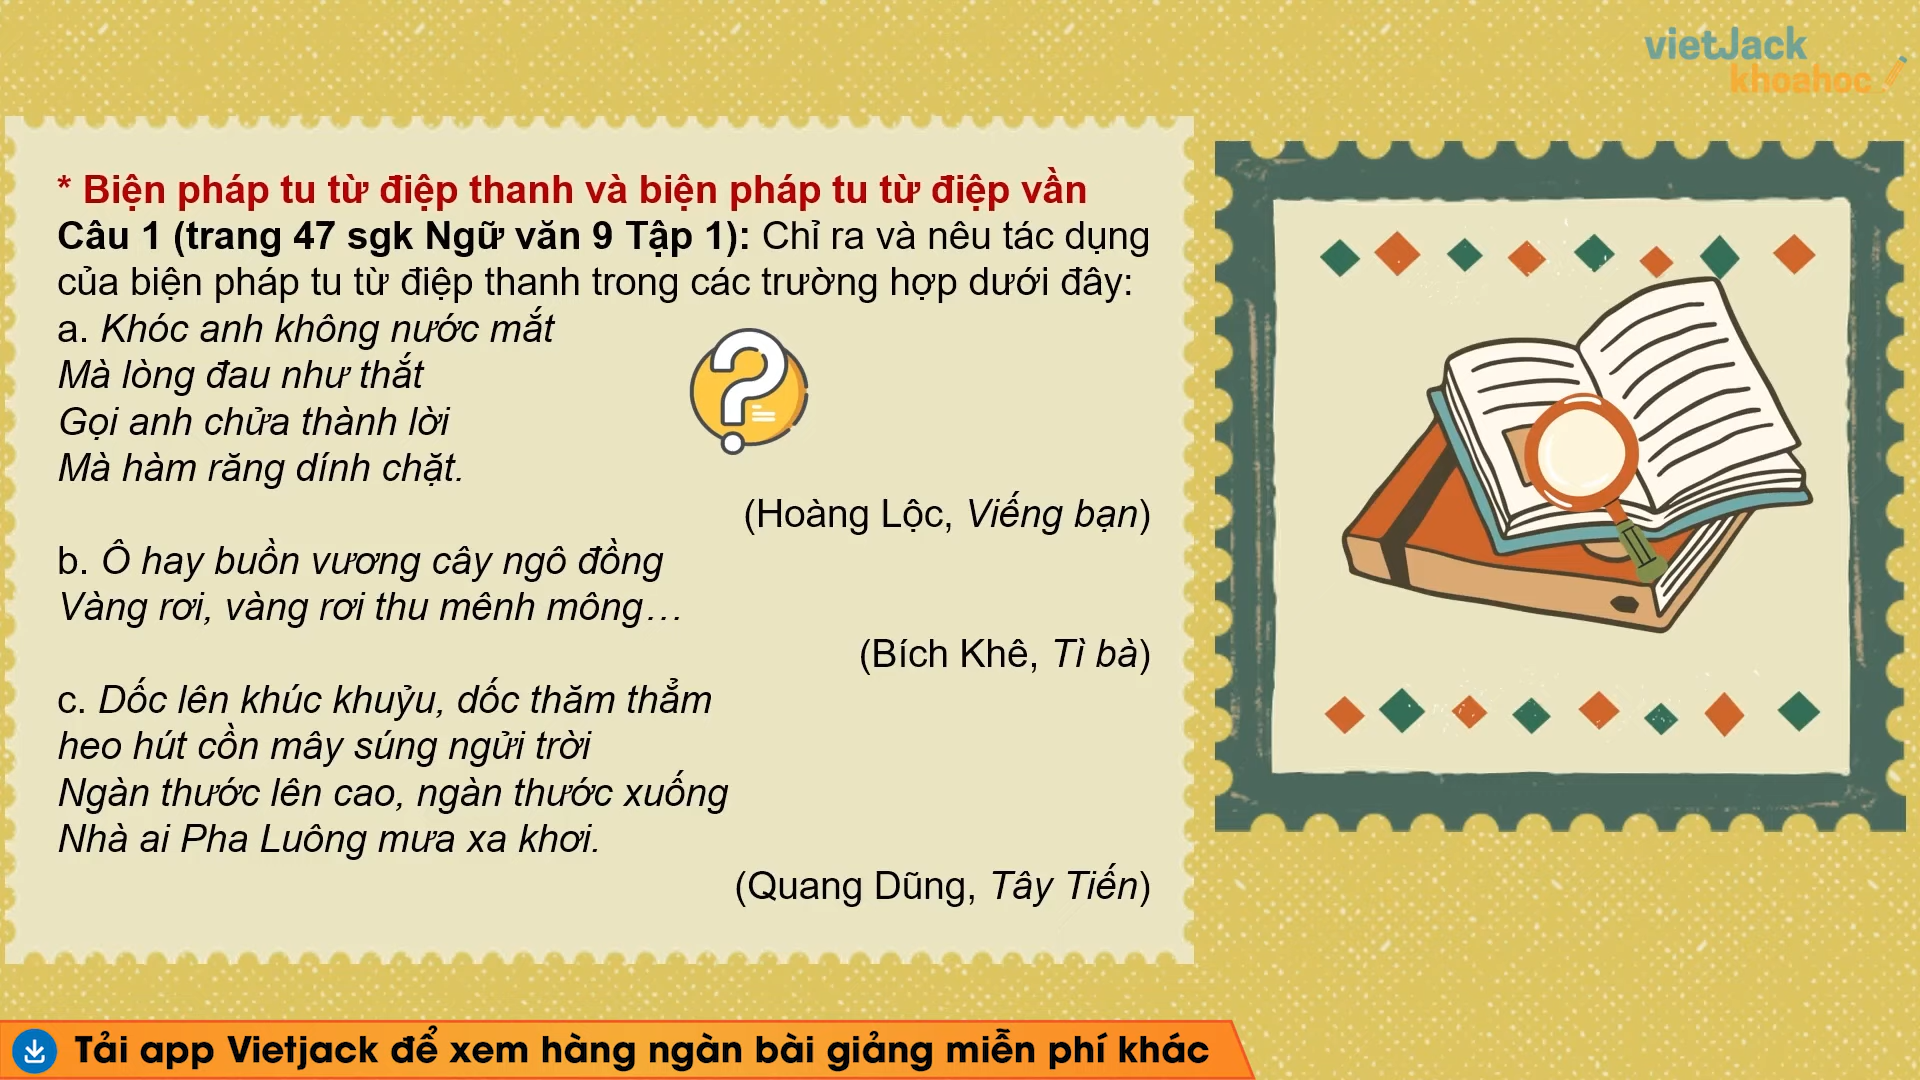 vietJack
khoahoc
* Biện pháp tu từ điệp thanh và biện pháp tu từ điệp vần
Câu 1 (trang 47 sgk Ngữ văn 9 Tập 1): Chỉ ra và nêu tác dụng
của biện pháp tu từ điệp thanh trong các trường hợp dưới đây:
a. Khóc anh không nước mắt
Mà lòng đau như thắt
Gọi anh chửa thành lời
Mà hàm răng dính chặt.
(Hoàng Lộc, Viếng bạn)
b. Ô hay buồn vương cây ngô đồng
Vàng rơi, vàng rơi thu mênh mông…
(Bích Khê, Tì bà)
c. Dốc lên khúc khuỷu, dốc thăm thẳm
heo hút cồn mây súng ngửi trời
Ngàn thước lên cao, ngàn thước xuống
Nhà ai Pha Luông mưa xa khơi.
(Quang Dũng, Tây Tiến)
Tải app Vietjack để xem hàng ngàn bài giảng miễn phí khác